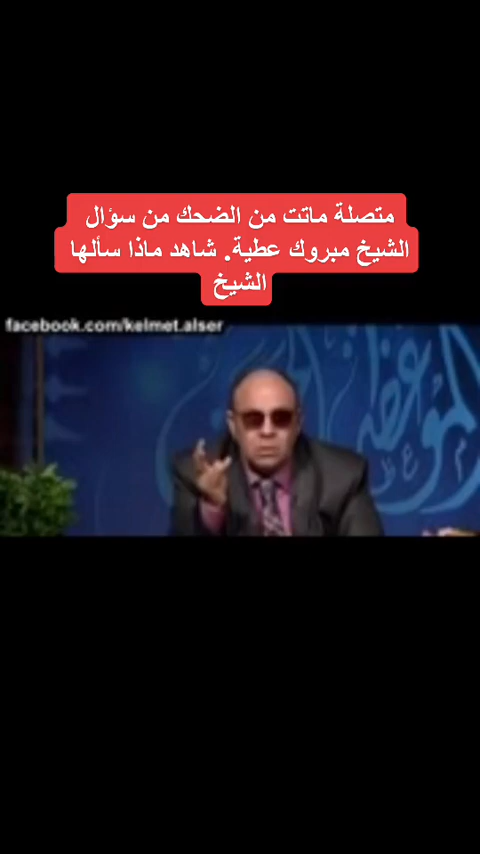 متصلة ماتت من الضحك من سؤال
الشيخ مبروك عطية. شاهد ماذا سألها
الشيخ
facebook.com/kelmet.alser